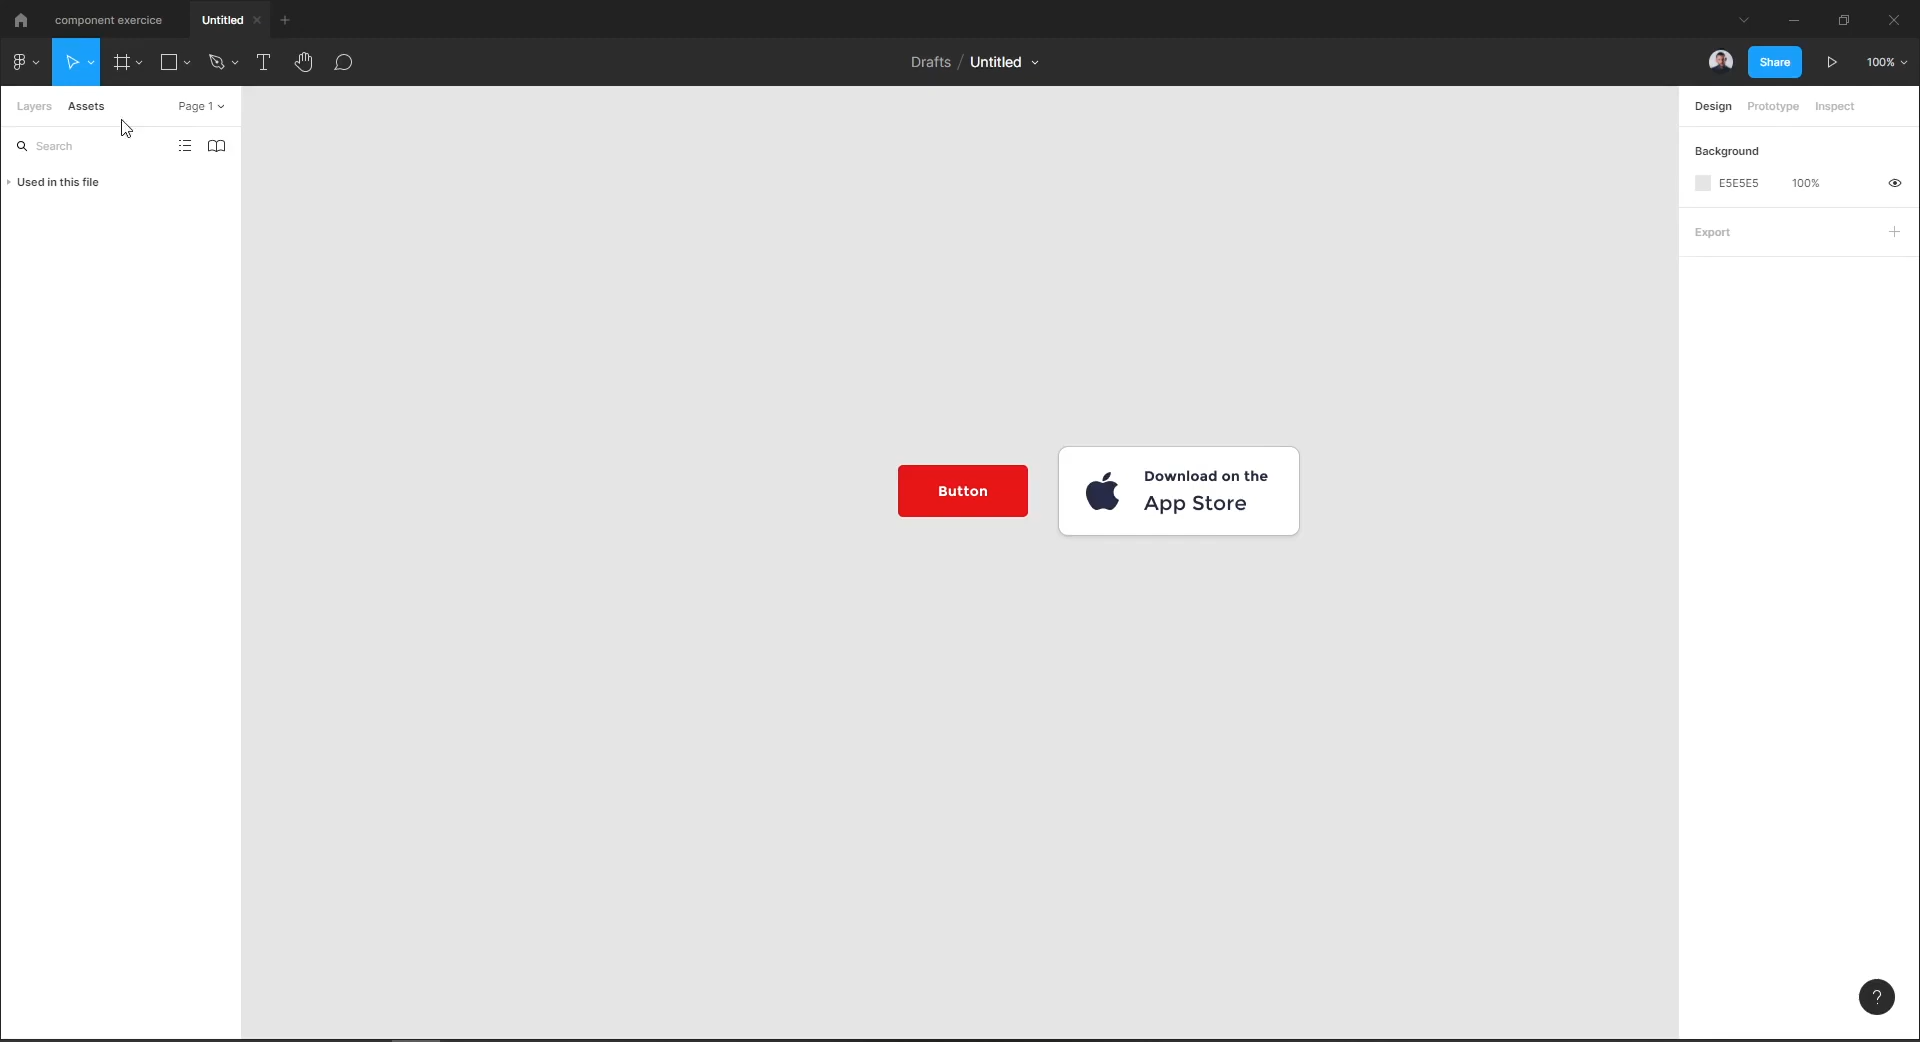 component exercice
Untitled
Drafts / Untitled
Share
100%
Layers
Assets
Page 1
Search
Used in this file
Button
Download on the
App Store
Design
Prototype
Inspect
Background
E5E5E5
100%
Export
?